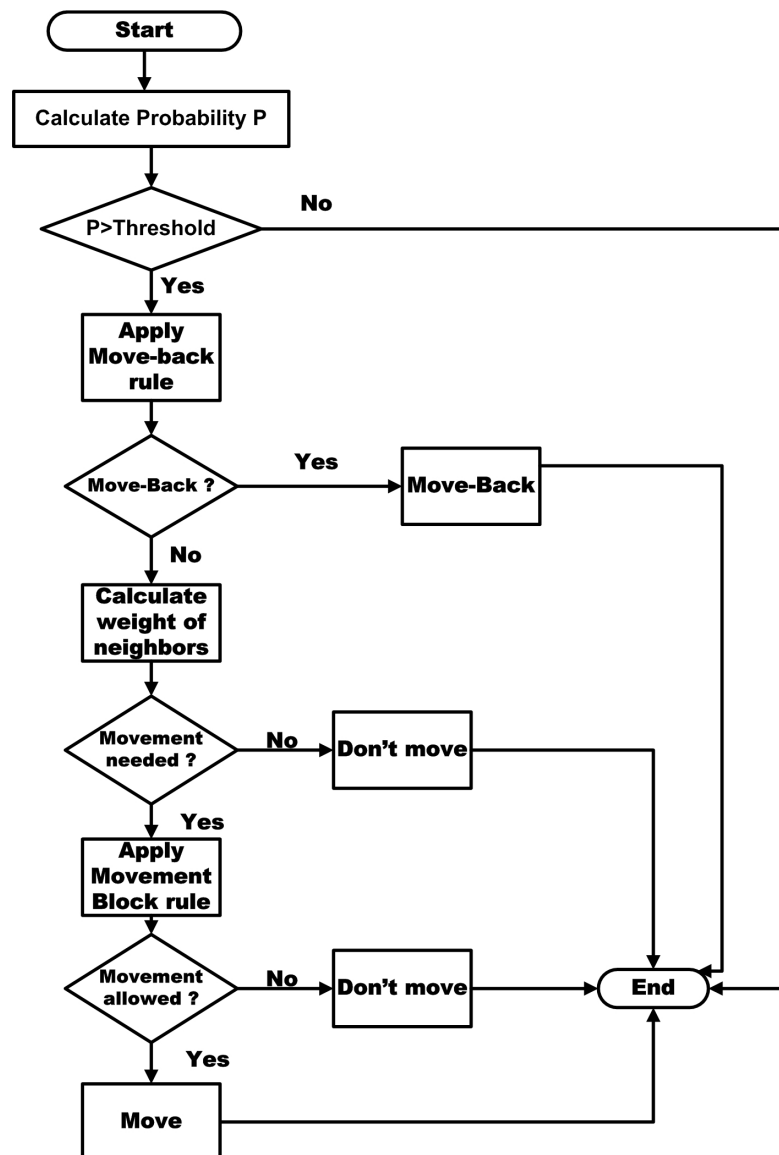 Start
Calculate Probability P
P>Threshold
No
Yes
Apply
Move-back
rule
Move-Back ?
Yes
Move-Back
No
Calculate
weight of
neighbors
Movement
needed ?
No
Don't move
Yes
Apply
Movement
Block rule
Movement
allowed ?
No
Don't move
End
Yes
Move